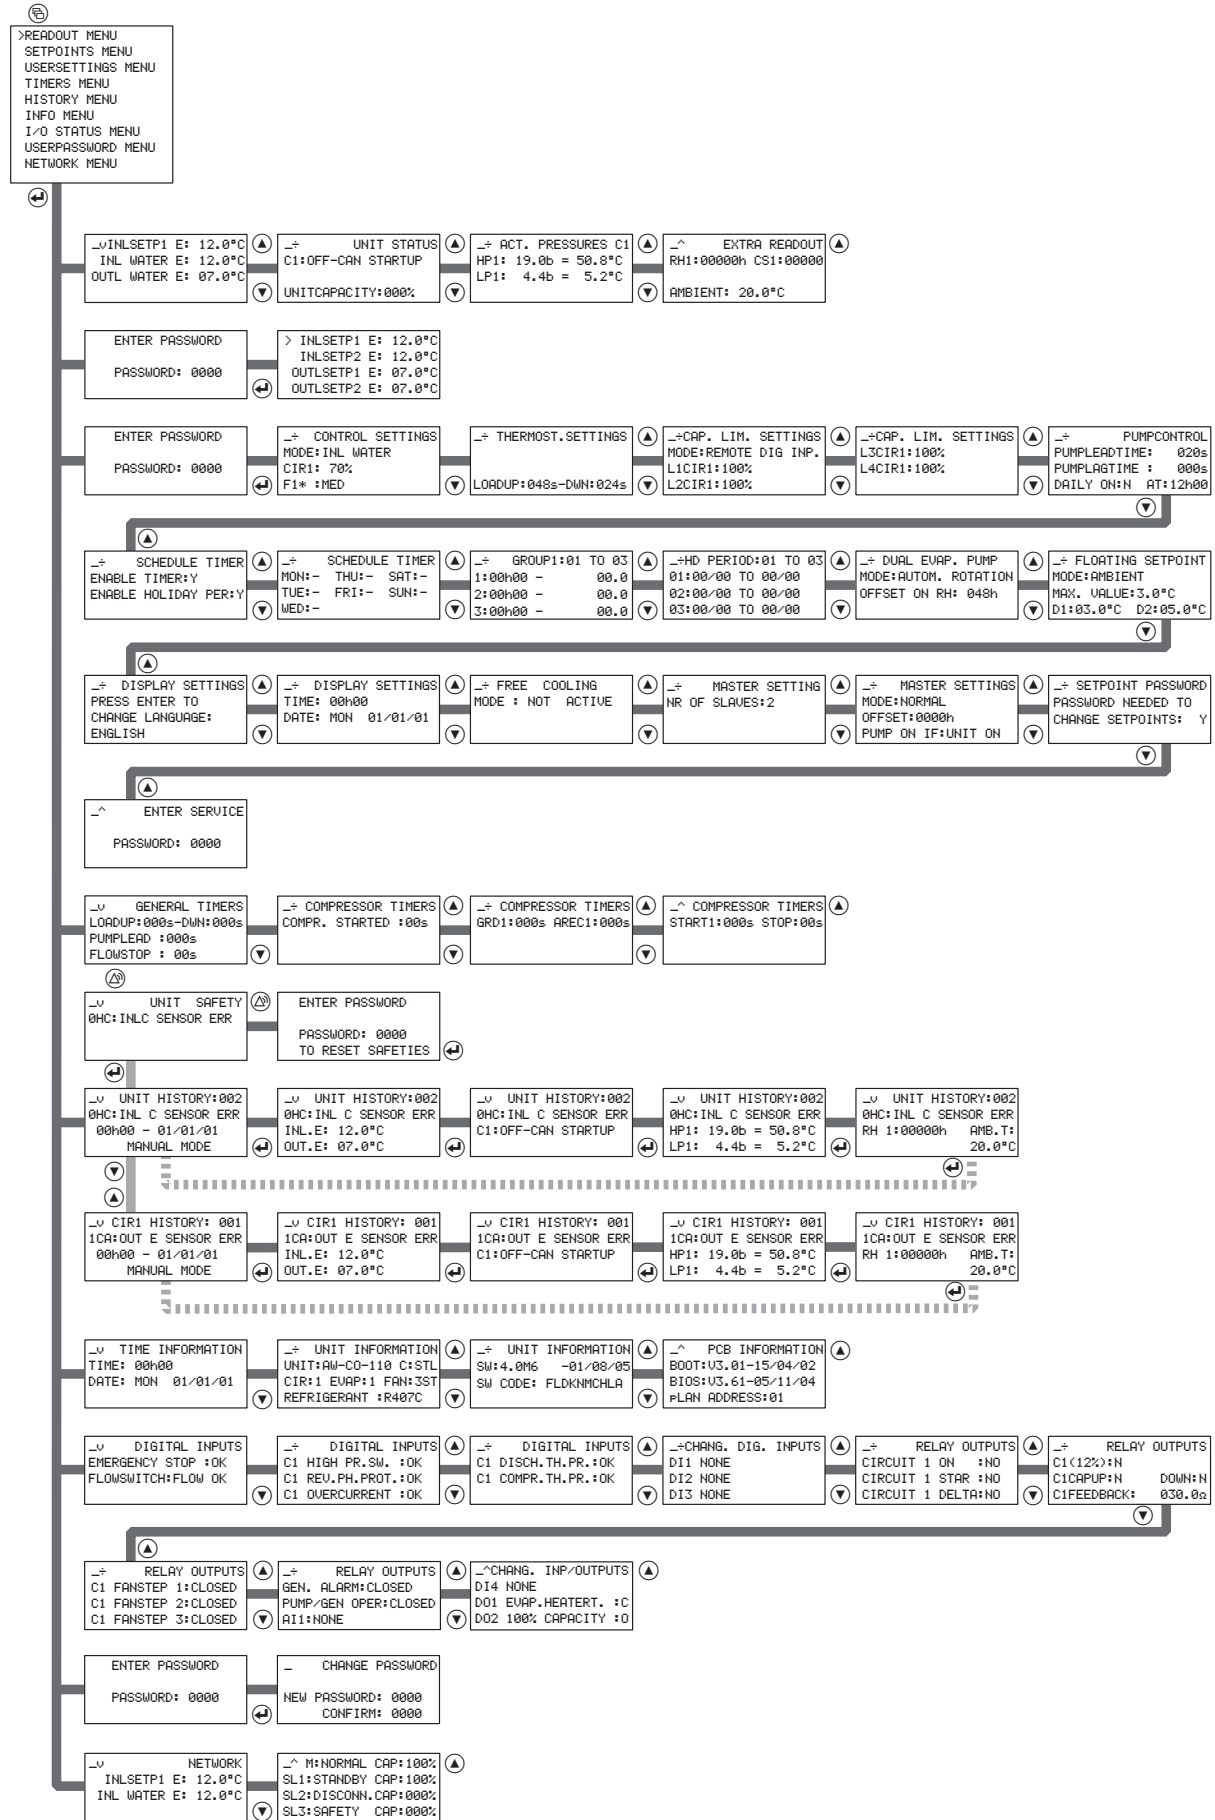 >READOUT MENU
SETPOINTS MENU
USERSETTINGS MENU
TIMERS MENU
HISTORY MENU
INFO MENU
I/O STATUS MENU
USERPASSWORD MENU
NETWORK MENU
_vINLSETP1 E: 12.0°C
INL WATER E: 12.0°C
OUTL WATER E: 07.0°C
_÷ UNIT STATUS
C1:OFF-CAN STARTUP
UNITCAPACITY:000%
_÷ ACT. PRESSURES C1
HP1: 19.0b = 50.8°C
LP1: 4.4b = 5.2°C
_^ EXTRA READOUT
RH1:00000h CS1:00000
AMBIENT: 20.0°C
ENTER PASSWORD
PASSWORD: 0000
> INLSETP1 E: 12.0°C
INLSETP2 E: 12.0°C
OUTLSETP1 E: 07.0°C
OUTLSETP2 E: 07.0°C
ENTER PASSWORD
PASSWORD: 0000
_÷ CONTROL SETTINGS
MODE:INL WATER
CIR1: 70%
F1* :MED
_÷ THERMOST.SETTINGS
LOADUP:048s-DWN:024s
_÷CAP. LIM. SETTINGS
MODE:REMOTE DIG INP.
L1CIR1:100%
L2CIR1:100%
_÷CAP. LIM. SETTINGS
L3CIR1:100%
L4CIR1:100%
_÷ PUMPCONTROL
PUMPLEADTIME: 020s
PUMPLAGTIME : 000s
DAILY ON:N AT:12h00
_÷ SCHEDULE TIMER
ENABLE TIMER:Y
ENABLE HOLIDAY PER:Y
_÷ SCHEDULE TIMER
MON:- THU:- SAT:-
TUE:- FRI:- SUN:-
WED:-
_÷ GROUP1:01 TO 03
1:00h00 - 00.0
2:00h00 - 00.0
3:00h00 - 00.0
_÷HD PERIOD:01 TO 03
01:00/00 TO 00/00
02:00/00 TO 00/00
03:00/00 TO 00/00
_÷ DUAL EVAP. PUMP
MODE:AUTOM. ROTATION
OFFSET ON RH: 048h
_÷ FLOATING SETPOINT
MODE:AMBIENT
MAX. VALUE:3.0°C
D1:03.0°C D2:05.0°C
_÷ DISPLAY SETTINGS
PRESS ENTER TO
CHANGE LANGUAGE:
ENGLISH
_÷ DISPLAY SETTINGS
TIME: 00h00
DATE: MON 01/01/01
_÷ FREE COOLING
MODE : NOT ACTIVE
_÷ MASTER SETTING
NR OF SLAVES:2
_÷ MASTER SETTINGS
MODE:NORMAL
OFFSET:0000h
PUMP ON IF:UNIT ON
_÷ SETPOINT PASSWORD
PASSWORD NEEDED TO
CHANGE SETPOINTS: Y
_^ ENTER SERVICE
PASSWORD: 0000
_v GENERAL TIMERS
LOADUP:000s-DWN:000s
PUMPLEAD :000s
FLOWSTOP : 00s
_÷ COMPRESSOR TIMERS
COMPR. STARTED :00s
_÷ COMPRESSOR TIMERS
GRD1:000s AREC1:000s
_^ COMPRESSOR TIMERS
START1:000s STOP:00s
_v UNIT SAFETY
0HC:INLC SENSOR ERR
ENTER PASSWORD
PASSWORD: 0000
TO RESET SAFETIES
_v UNIT HISTORY:002
0HC:INL C SENSOR ERR
00h00 - 01/01/01
MANUAL MODE
_v UNIT HISTORY:002
0HC:INL C SENSOR ERR
INL.E: 12.0°C
OUT.E: 07.0°C
_v UNIT HISTORY:002
0HC:INL C SENSOR ERR
C1:OFF-CAN STARTUP
_v UNIT HISTORY:002
0HC:INL C SENSOR ERR
HP1: 19.0b = 50.8°C
LP1: 4.4b = 5.2°C
_v UNIT HISTORY:002
0HC:INL C SENSOR ERR
RH 1:00000h AMB.T:
20.0°C
_v CIR1 HISTORY: 001
1CA:OUT E SENSOR ERR
00h00 - 01/01/01
MANUAL MODE
_v CIR1 HISTORY: 001
1CA:OUT E SENSOR ERR
INL.E: 12.0°C
OUT.E: 07.0°C
_v CIR1 HISTORY: 001
1CA:OUT E SENSOR ERR
C1:OFF-CAN STARTUP
_v CIR1 HISTORY: 001
1CA:OUT E SENSOR ERR
HP1: 19.0b = 50.8°C
LP1: 4.4b = 5.2°C
_v CIR1 HISTORY: 001
1CA:OUT E SENSOR ERR
RH 1:00000h AMB.T:
20.0°C
_v TIME INFORMATION
TIME: 00h00
DATE: MON 01/01/01
_÷ UNIT INFORMATION
UNIT:AW-CO-110 C:STL
CIR:1 EVAP:1 FAN:3ST
REFRIGERANT :R407C
_÷ UNIT INFORMATION
SW:4.0M6 -01/08/05
SW CODE: FLDKNMCHLA
_^ PCB INFORMATION
BOOT:V3.01-15/04/02
BIOS:V3.61-05/11/04
pLAN ADDRESS:01
_v DIGITAL INPUTS
EMERGENCY STOP :OK
FLOWSWITCH:FLOW OK
_÷ DIGITAL INPUTS
C1 HIGH PR.SW. :OK
C1 REV.PH.PROT.:OK
C1 OVERCURRENT :OK
_÷ DIGITAL INPUTS
C1 DISCH.TH.PR.:OK
C1 COMPR.TH.PR.:OK
_÷CHANG. DIG. INPUTS
DI1 NONE
DI2 NONE
DI3 NONE
_÷ RELAY OUTPUTS
CIRCUIT 1 ON :NO
CIRCUIT 1 STAR :NO
CIRCUIT 1 DELTA:NO
_÷ RELAY OUTPUTS
C1(12%):N
C1CAPUP:N DOWN:N
C1FEEDBACK: 030.0Ω
_÷ RELAY OUTPUTS
C1 FANSTEP 1:CLOSED
C1 FANSTEP 2:CLOSED
C1 FANSTEP 3:CLOSED
_÷ RELAY OUTPUTS
GEN. ALARM:CLOSED
PUMP/GEN OPER:CLOSED
AI1:NONE
_^CHANG. INP/OUTPUTS
DI4 NONE
DO1 EVAP.HEATERT. :C
DO2 100% CAPACITY :O
ENTER PASSWORD
PASSWORD: 0000
_ CHANGE PASSWORD
NEW PASSWORD: 0000
CONFIRM: 0000
_v NETWORK
INLSETP1 E: 12.0°C
INL WATER E: 12.0°C
_^ M:NORMAL CAP:100%
SL1:STANDBY CAP:100%
SL2:DISCONN.CAP:000%
SL3:SAFETY CAP:000%